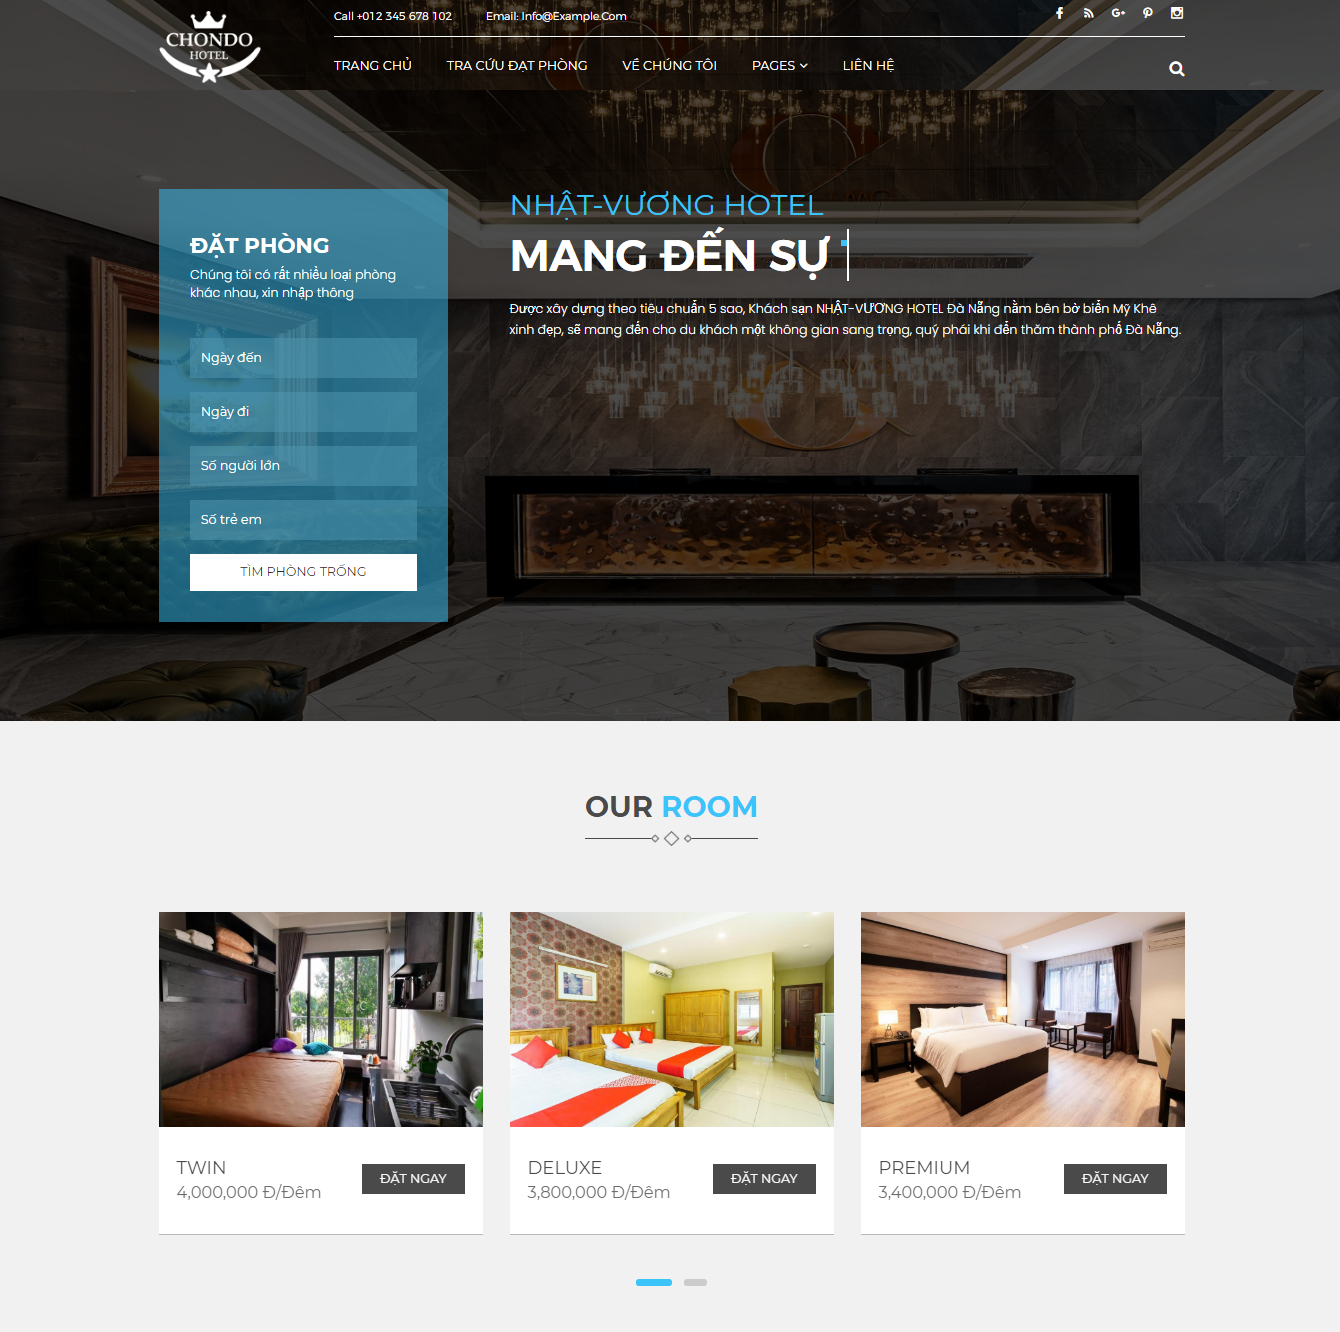 CHONDO
HOTEL
Call +012 345 678 102
Email: Info@Example.Com
TRANG CHỦ
TRA CỨU ĐẶT PHÒNG
VỀ CHÚNG TÔI
PAGES
LIÊN HỆ
ĐẶT PHÒNG
Chúng tôi có rất nhiều loại phòng
khác nhau, xin nhập thông
Ngày đến
Ngày đi
Số người lớn
Số trẻ em
TÌM PHÒNG TRỐNG
NHẬT-VƯƠNG HOTEL
MANG ĐẾN SỰ
Được xây dựng theo tiêu chuẩn 5 sao, Khách sạn NHẬT-VƯƠNG HOTEL Đà Nẵng nằm bên bờ biển Mỹ Khê
xinh đẹp, sẽ mang đến cho du khách một không gian sang trọng, quý phái khi đến thăm thành phố Đà Nẵng.
OUR ROOM
TWIN
4,000,000 Đ/Đêm
ĐẶT NGAY
DELUXE
3,800,000 Đ/Đêm
ĐẶT NGAY
PREMIUM
3,400,000 Đ/Đêm
ĐẶT NGAY